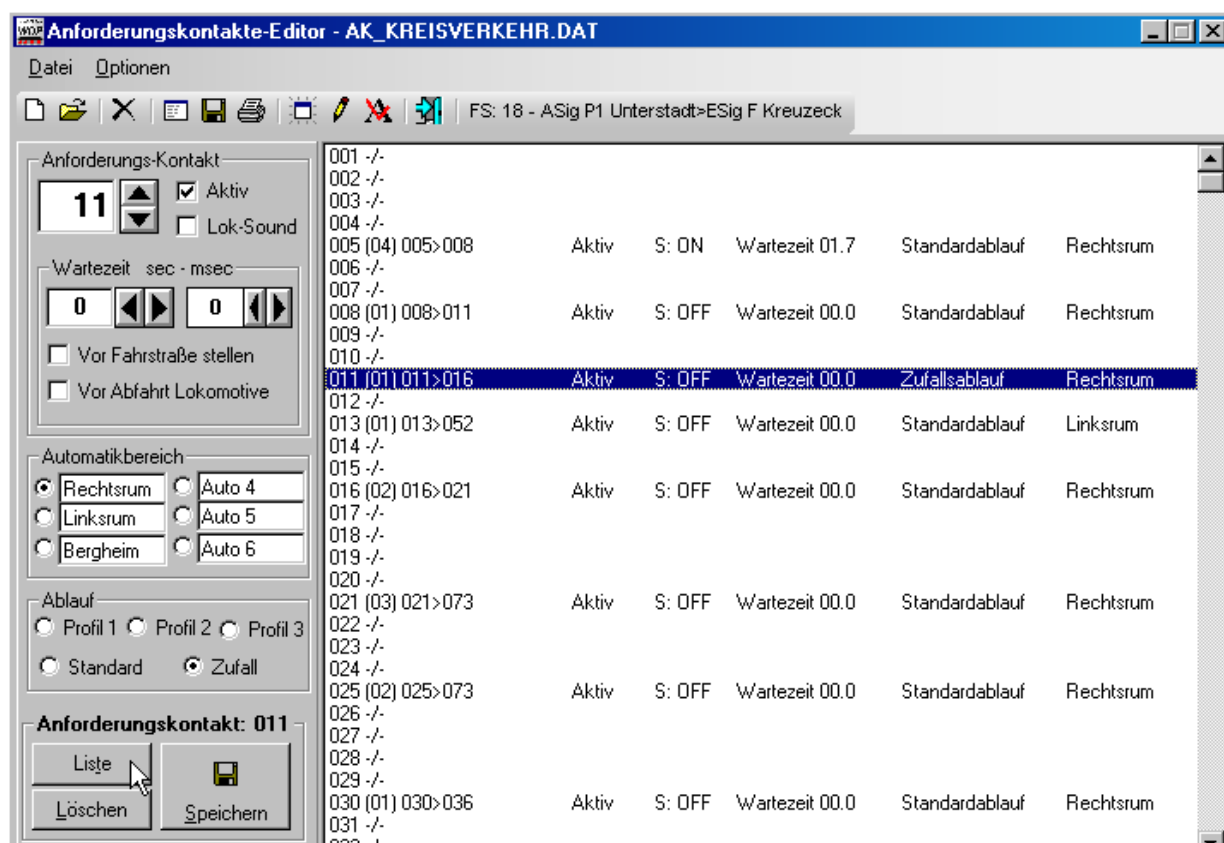 Anforderungskontakte-Editor - AK_KREISVERKEHR.DAT
Datei Optionen
FS: 18 - ASig P1 Unterstadt>ESig F Kreuzeck
Anforderungs-Kontakt
11
Aktiv
Lok-Sound
Wartezeit sec - msec
0 0
Vor Fahrstraße stellen
Vor Abfahrt Lokomotive
Automatikbereich
Rechtsrum Auto 4
Linksrum Auto 5
Bergheim Auto 6
Ablauf
Profil 1 Profil 2 Profil 3
Standard Zufall
Anforderungskontakt: 011
Liste
Löschen
Speichern
001 -/-
002 -/-
003 -/-
004 -/-
005 (04) 005>008 Aktiv S: ON Wartezeit 01.7 Standardablauf Rechtsrum
006 -/-
007 -/-
008 (01) 008>011 Aktiv S: OFF Wartezeit 00.0 Standardablauf Rechtsrum
009 -/-
010 -/-
011 (01) 011>016 Aktiv S: OFF Wartezeit 00.0 Zufallsablauf Rechtsrum
012 -/-
013 (01) 013>052 Aktiv S: OFF Wartezeit 00.0 Standardablauf Linksrum
014 -/-
015 -/-
016 (02) 016>021 Aktiv S: OFF Wartezeit 00.0 Standardablauf Rechtsrum
017 -/-
018 -/-
019 -/-
020 -/-
021 (03) 021>073 Aktiv S: OFF Wartezeit 00.0 Standardablauf Rechtsrum
022 -/-
023 -/-
024 -/-
025 (02) 025>073 Aktiv S: OFF Wartezeit 00.0 Standardablauf Rechtsrum
026 -/-
027 -/-
028 -/-
029 -/-
030 (01) 030>036 Aktiv S: OFF Wartezeit 00.0 Standardablauf Rechtsrum
031 -/-